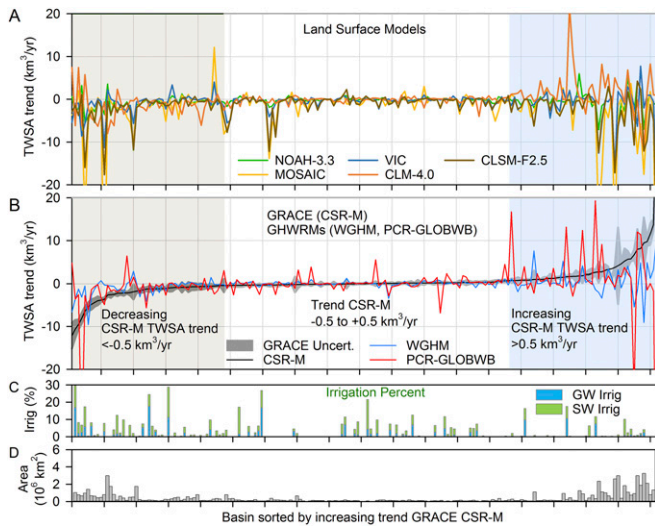 A
20
Land Surface Models
10
0
-10
20
TWSA trend (km³/yr)
NOAH-3.3
VIC
CLSM-F2.5
MOSAIC
CLM-4.0
B
20
GRACE (CSR-M)
GHWRMs (WGHM, PCR-GLOBWB)
10
0
-10
20
TWSA trend (km³/yr)
Decreasing
CSR-M TWSA trend
<-0.5 km³/yr
Trend CSR-M
-0.5 to +0.5 km³/yr
Increasing
CSR-M TWSA trend
>0.5 km³/yr
GRACE Uncert.
WGHM
CSR-M
PCR-GLOBWB
C
30
20
10
0
Irrig (%)
Irrigation Percent
GW Irrig
SW Irrig
D
6
4
2
0
Area
(10⁶ km2)
Basin sorted by increasing trend GRACE CSR-M